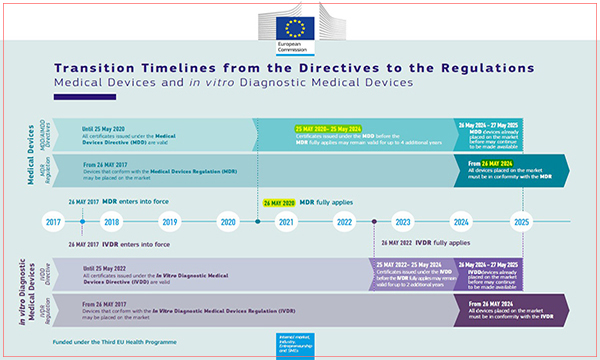 European
Commission
Transition Timelines from the Directives to the Regulations
Medical Devices and in vitro Diagnostic Medical Devices
Medical Devices
MDD/AIMDD
Directives
Until 25 May 2020
All certificates issued under the Medical
Devices Directive (MDD) are valid
25 MAY 2020– 25 May 2024
Certificates issued under the MDD before the
MDR fully applies may remain valid for up to 4 additional years
26 May 2024 - 27 May 2025
MDD devices already
placed on the market
before may continue
to be made available
MDR
Regulation
From 26 MAY 2017
Devices that conform with the Medical Devices Regulation (MDR)
may be placed on the market
From 26 MAY 2024
All devices placed on the market
must be in conformity with the MDR
26 MAY 2017 MDR enters into force
26 MAY 2020 MDR fully applies
2017 2018 2019 2020 2021 2022 2023 2024 2025
26 MAY 2017 IVDR enters into force
26 MAY 2022 IVDR fully applies
in vitro Diagnostic
Medical Devices
IVDD
Directive
Until 25 May 2022
All certificates issued under the In Vitro Diagnostic Medical
Devices Directive (IVDD) are valid
25 MAY 2022– 25 May 2024
Certificates issued under the IVDD
before the IVDR fully applies may remain
valid for up to 2 additional years
26 May 2024 - 27 May 2025
IVDDdevices already
placed on the market
before may continue
to be made available
IVDR
Regulation
From 26 MAY 2017
Devices that conform with the In Vitro Diagnostic Medical Devices Regulation (IVDR)
may be placed on the market
From 26 MAY 2024
All devices placed on the market
must be in conformity with the IVDR
Funded under the Third EU Health Programme
Internal market,
Industry,
Entrepreneurship
and SMEs